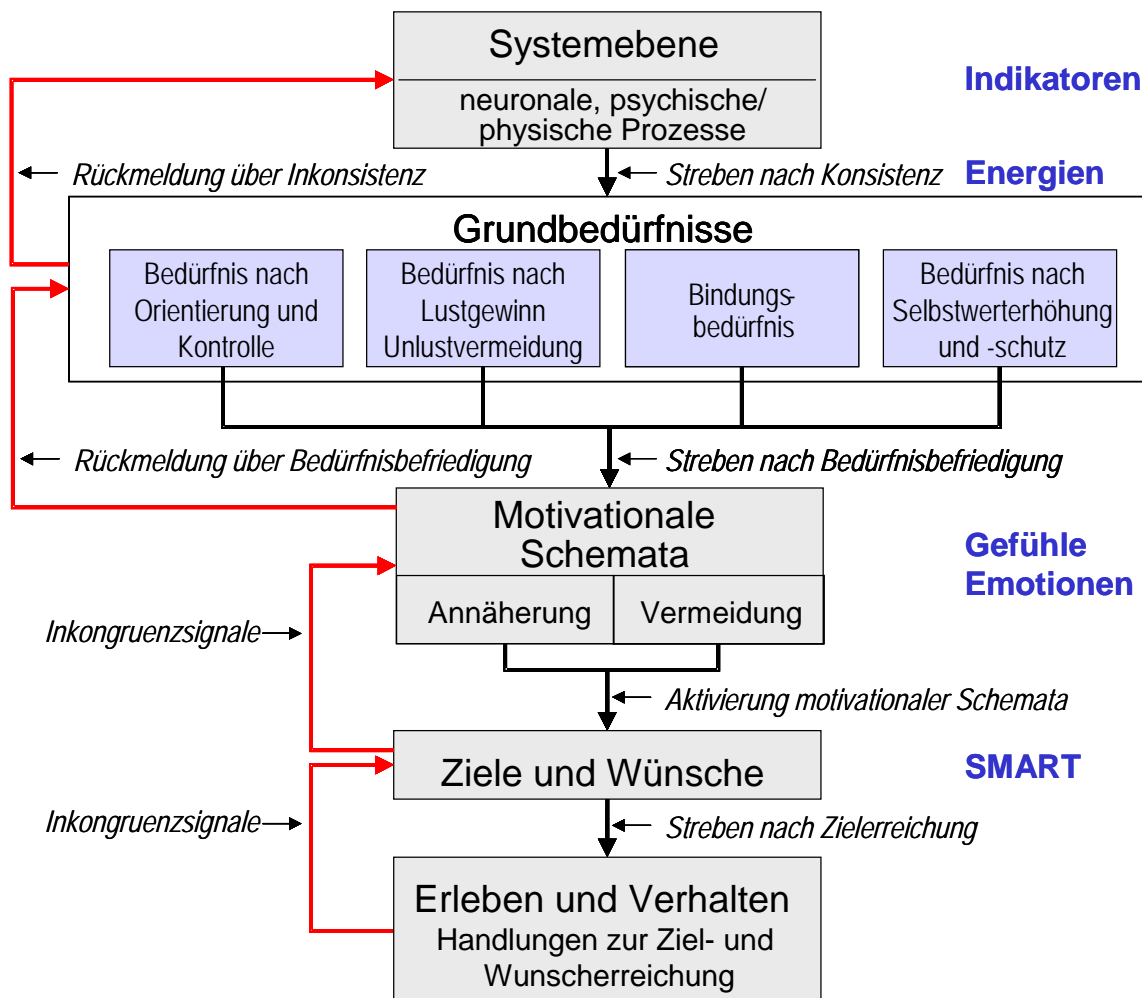 Systemebene
Indikatoren
neuronale, psychische/
physische Prozesse
Rückmeldung über Inkonsistenz
Streben nach Konsistenz
Energien
Grundbedürfnisse
Bedürfnis nach
Orientierung und
Kontrolle
Bedürfnis nach
Lustgewinn
Unlustvermeidung
Bindungs-
bedürfnis
Bedürfnis nach
Selbstwerterhöhung
und -schutz
Rückmeldung über Bedürfnisbefriedigung
Streben nach Bedürfnisbefriedigung
Motivationale
Schemata
Gefühle
Emotionen
Annäherung
Vermeidung
Inkongruenzsignale
Aktivierung motivationaler Schemata
Ziele und Wünsche
SMART
Inkongruenzsignale
Streben nach Zielerreichung
Erleben und Verhalten
Handlungen zur Ziel- und
Wunscherreichung